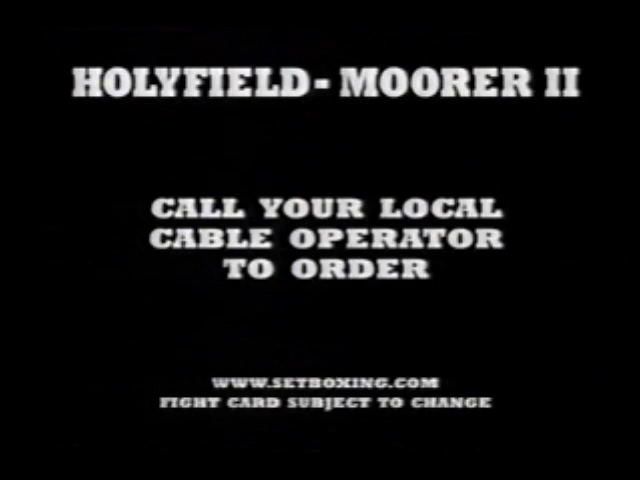 HOLYFIELD - MOORER II
CALL YOUR LOCAL
CABLE OPERATOR
TO ORDER
WWW.SETBOXING.COM
FIGHT CARD SUBJECT TO CHANGE